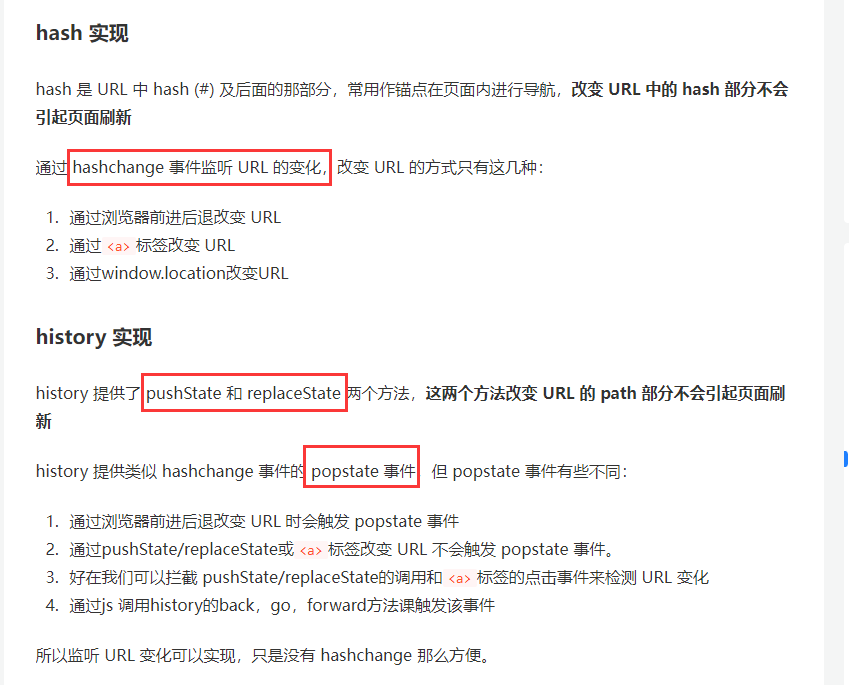 hash 实现
hash 是 URL 中 hash (#) 及后面的那部分，常用作锚点在页面内进行导航，改变 URL 中的 hash 部分不会
引起页面刷新
通过 hashchange 事件监听 URL 的变化，改变 URL 的方式只有这几种：
1. 通过浏览器前进后退改变 URL
2. 通过 <a> 标签改变 URL
3. 通过window.location改变URL
history 实现
history 提供了 pushState 和 replaceState 两个方法，这两个方法改变 URL 的 path 部分不会引起页面刷
新
history 提供类似 hashchange 事件的 popstate 事件 但 popstate 事件有些不同：
1. 通过浏览器前进后退改变 URL 时会触发 popstate 事件
2. 通过pushState/replaceState或 <a> 标签改变 URL 不会触发 popstate 事件。
3. 好在我们可以拦截 pushState/replaceState的调用和 <a> 标签的点击事件来检测 URL 变化
4. 通过js 调用history的back，go，forward方法课触发该事件
所以监听 URL 变化可以实现，只是没有 hashchange 那么方便。